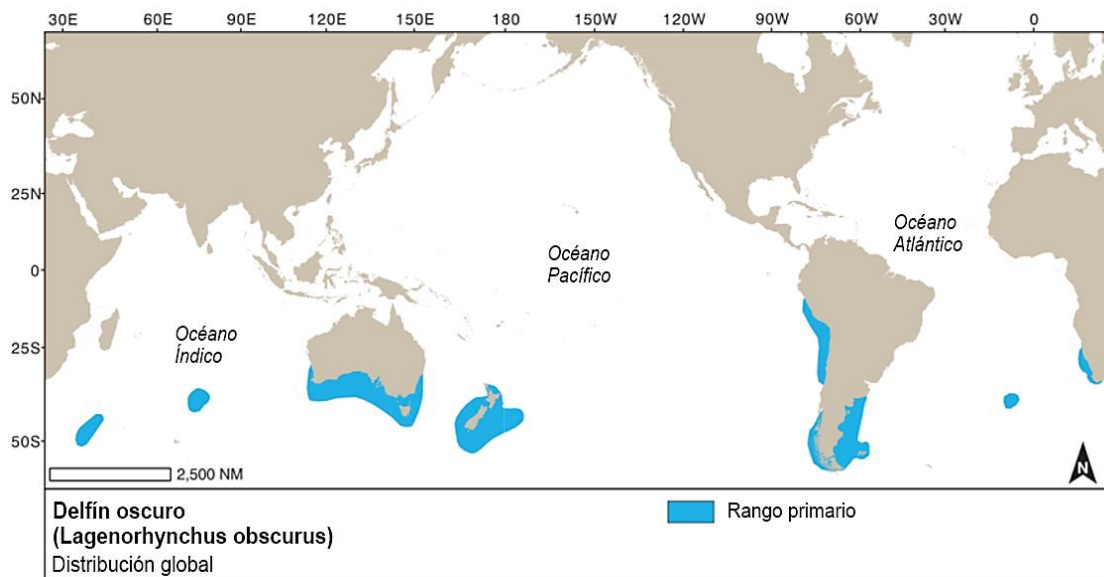 30E 60E 90E 120E 150E 180 150W 120W 90W 60W 30W 0
50N
25N
0
25S
50S
Océano
Atlántico
Océano
Pacífico
Océano
Índico
2,500 NM
N
Delfín oscuro
(Lagenorhynchus obscurus)
Distribución global
Rango primario